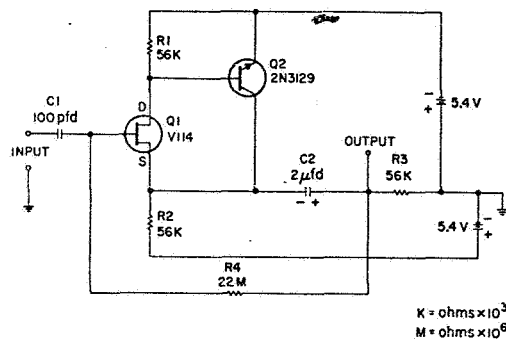 R1
56K
Q2
2N3129
C1
100 pfd
D
Q1
V114
S
INPUT
−
+
5.4 V
OUTPUT
C2
2μfd
− +
R3
56K
R2
56K
5.4 V
−
+
R4
22 M
K = ohms×10³
M = ohms×10⁶